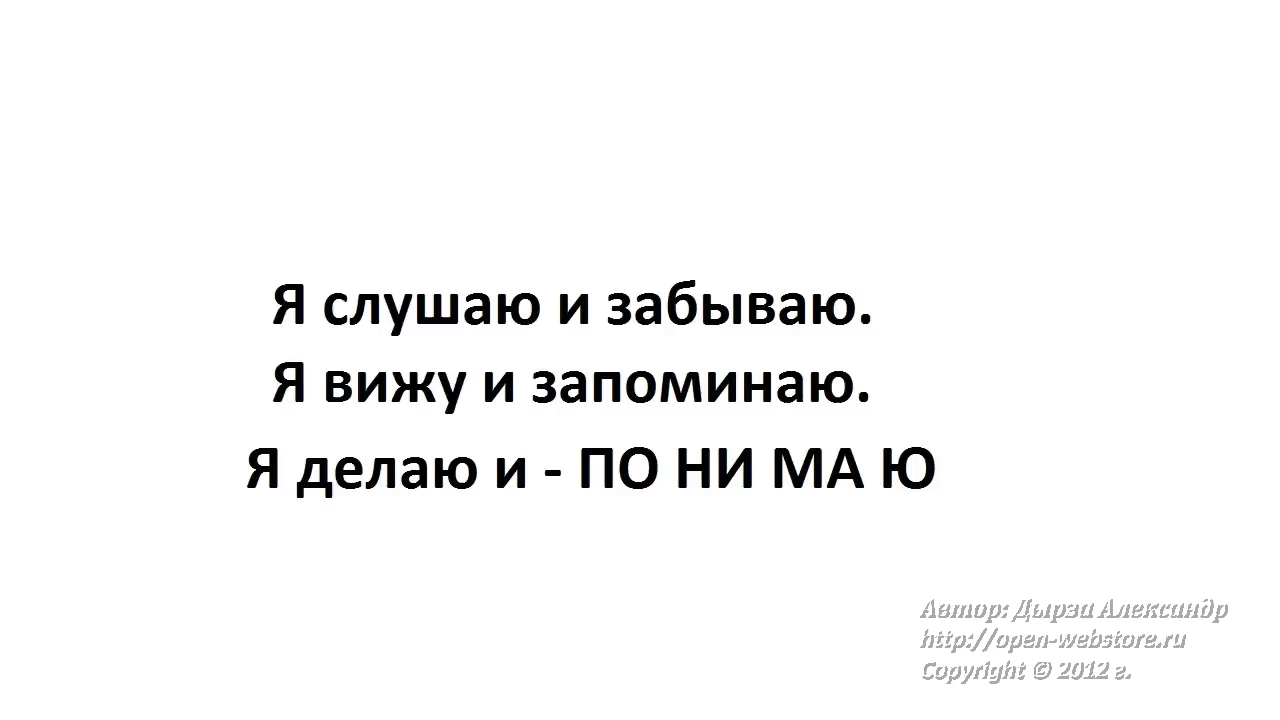 Я слушаю и забываю.
Я вижу и запоминаю.
Я делаю и - ПО НИ МА Ю
Автор: Дырза Александр
http://open-webstore.ru
Copyright © 2012 г.